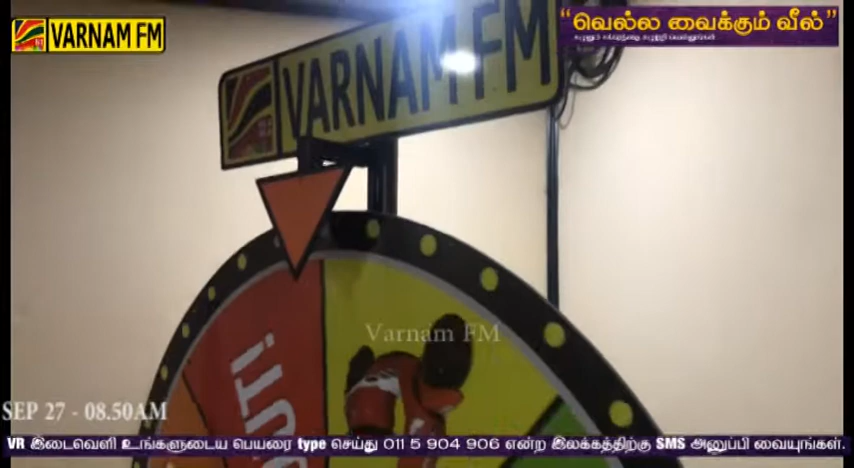 VARNAM FM
"வெல்ல வைக்கும் வீல்"
VARNAM FM
Varnam FM
OUT!
SEP 27 - 08.50AM
VR இடைவெளி உங்களுடைய பெயரை type செய்து 011 5 904 906 என்ற இலக்கத்திற்கு SMS அனுப்பி வையுங்கள்.